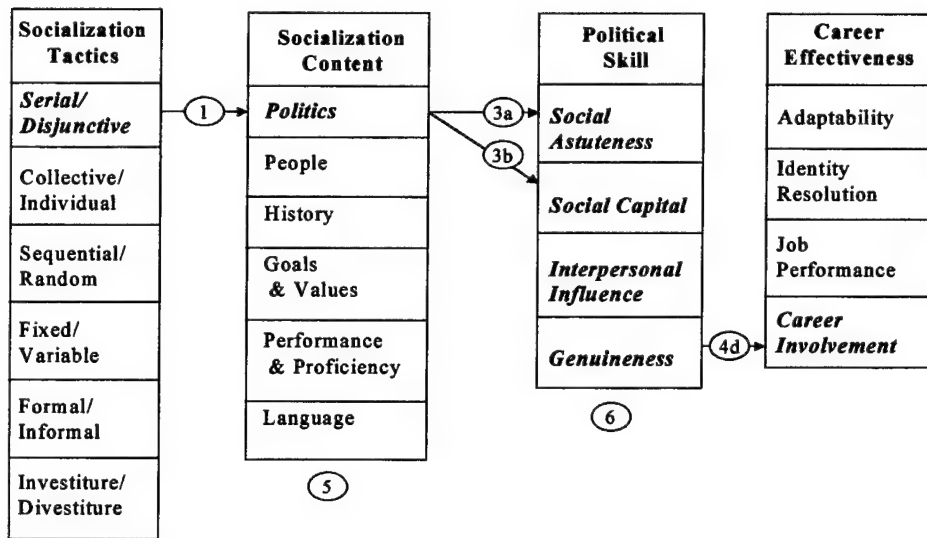 Socialization
Tactics
Serial/
Disjunctive
Collective/
Individual
Sequential/
Random
Fixed/
Variable
Formal/
Informal
Investiture/
Divestiture
1
Socialization
Content
Politics
People
History
Goals
& Values
Performance
& Proficiency
Language
5
3a
3b
Political
Skill
Social
Astuteness
Social Capital
Interpersonal
Influence
Genuineness
6
4d
Career
Effectiveness
Adaptability
Identity
Resolution
Job
Performance
Career
Involvement